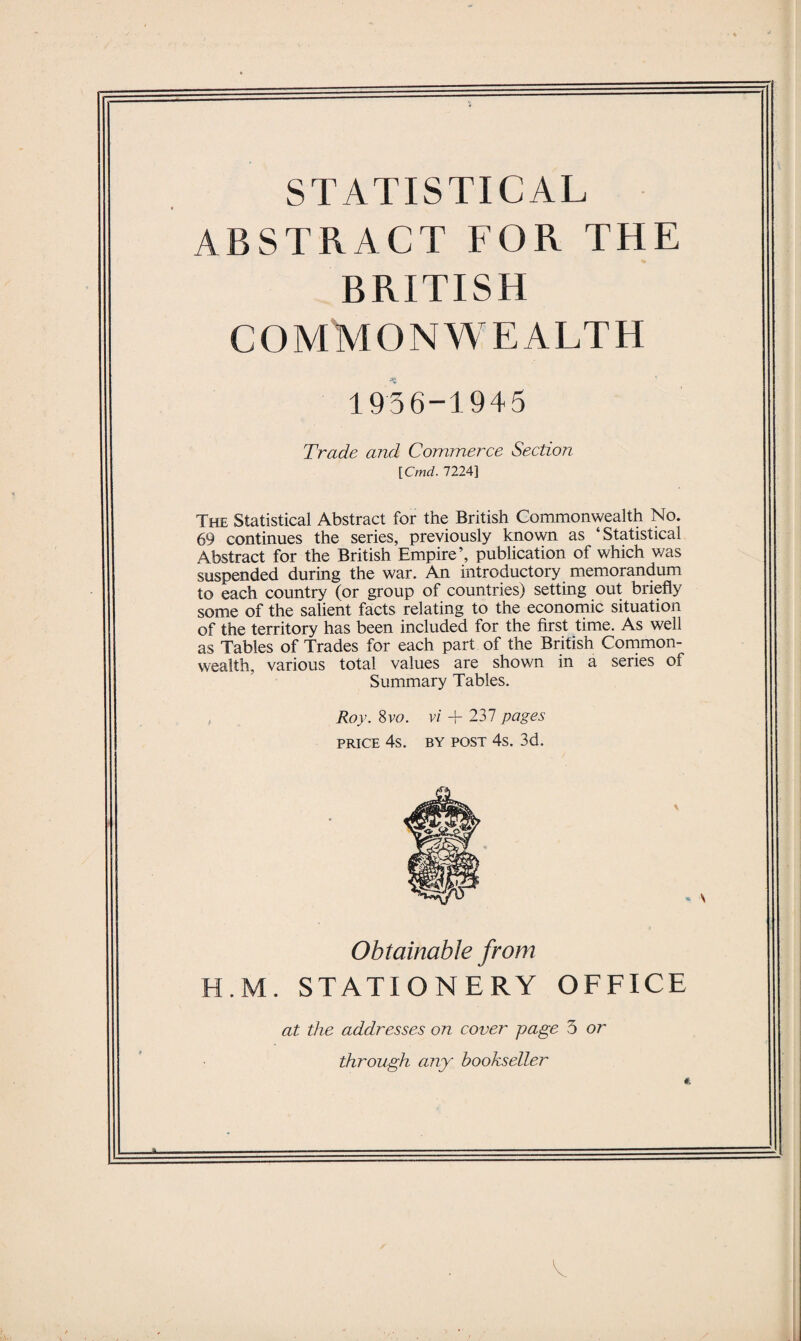 STATISTICAL
ABSTRACT FOR THE
BRITISH
COMMONWEALTH
1936-1945
Trade and Commerce Section
[Cmd. 7224]
THE Statistical Abstract for the British Commonwealth No.
69 continues the series, previously known as ‘Statistical
Abstract for the British Empire’, publication of which was
suspended during the war. An introductory memorandum
to each country (or group of countries) setting out briefly
some of the salient facts relating to the economic situation
of the territory has been included for the first time. As well
as Tables of Trades for each part of the British Common-
wealth, various total values are shown in a series of
Summary Tables.
Roy. 8vo. vi + 237 pages
PRICE 4s. BY POST 4s. 3d.
Obtainable from
H.M. STATIONERY OFFICE
at the addresses on cover page 3 or
through any bookseller